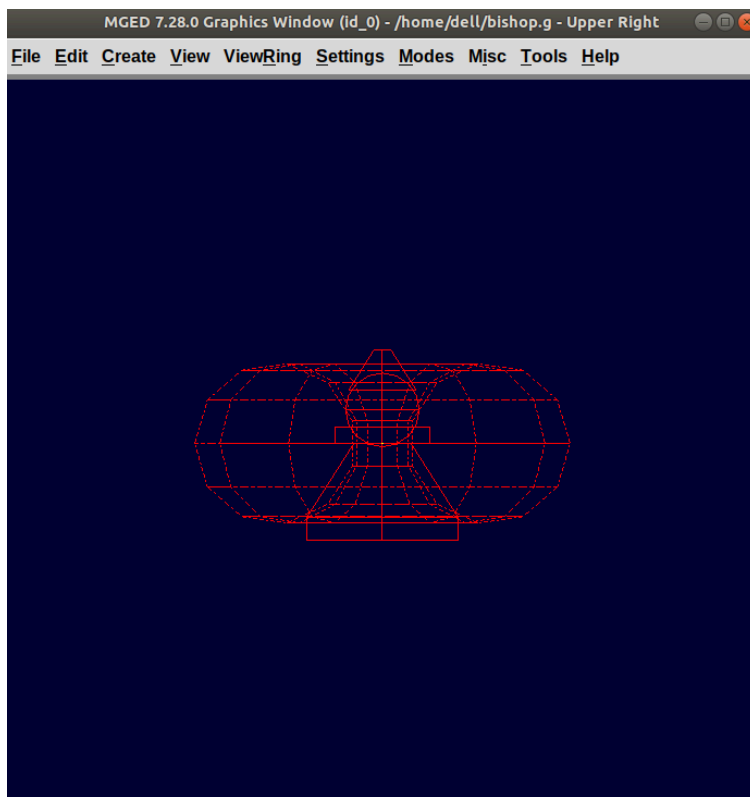 MGED 7.28.0 Graphics Window (id_0) - /home/dell/bishop.g - Upper Right
File Edit Create View ViewRing Settings Modes Misc Tools Help